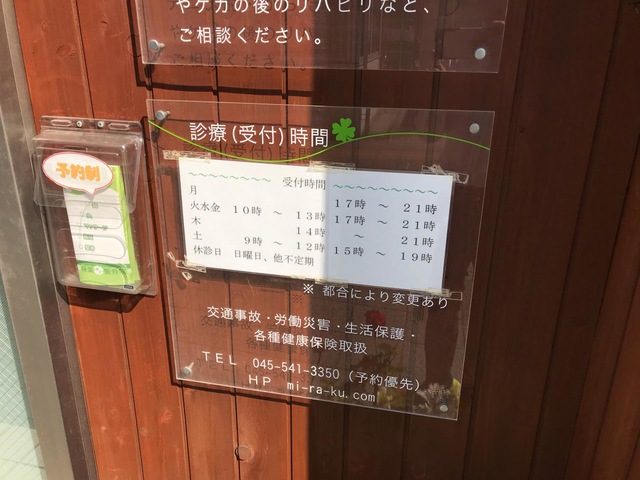 やケガの後のリハビリなど、
ご相談ください。
診療(受付)時間
予約制
～～～～～～～～ 受付時間 ～～～～～～～～～～
月 17時 ～ 21時
火水金 10時 ～ 13時 17時 ～ 21時
木 14時 ～ 21時
土 9時 ～ 12時 15時 ～ 19時
休診日 日曜日、他不定期
※ 都合により変更あり
交通事故・労働災害・生活保護・
各種健康保険取扱
TEL 045-541-3350(予約優先)
HP mi-ra-ku.com